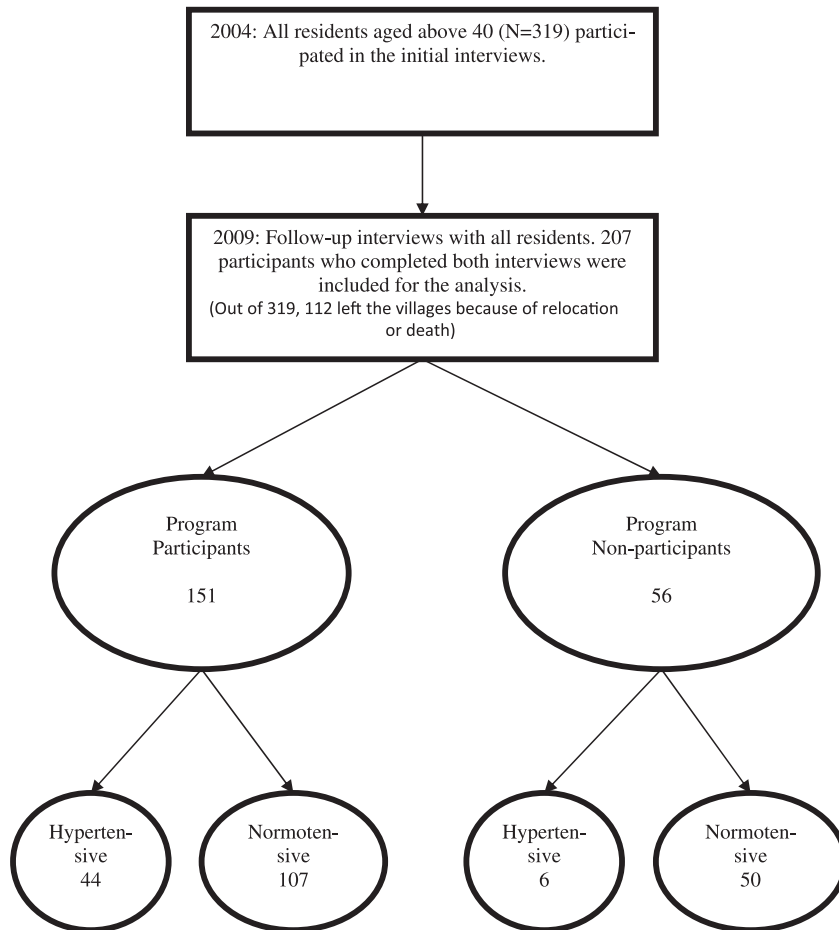 2004: All residents aged above 40 (N=319) partici-
pated in the initial interviews.
2009: Follow-up interviews with all residents. 207
participants who completed both interviews were
included for the analysis.
(Out of 319, 112 left the villages because of relocation
or death)
Program
Participants
151
Program
Non-participants
56
Hyperten-
sive
44
Normoten-
sive
107
Hyperten-
sive
6
Normoten-
sive
50